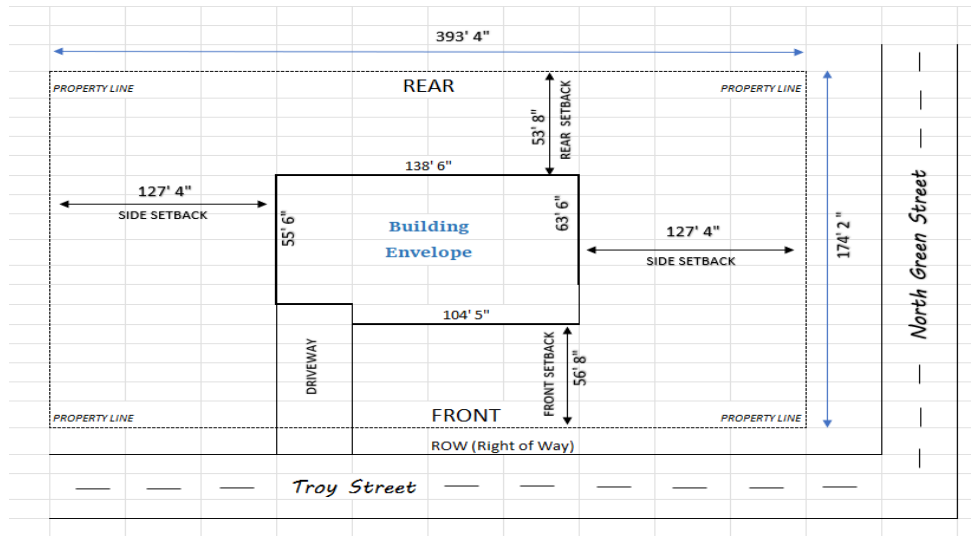 393' 4"
REAR
PROPERTY LINE
PROPERTY LINE
53' 8"
REAR SETBACK
138' 6"
127' 4"
SIDE SETBACK
55' 6"
Building
Envelope
63' 6"
127' 4"
SIDE SETBACK
174' 2"
North Green Street
104' 5"
DRIVEWAY
FRONT SETBACK
56' 8"
PROPERTY LINE
FRONT
PROPERTY LINE
ROW (Right of Way)
Troy Street